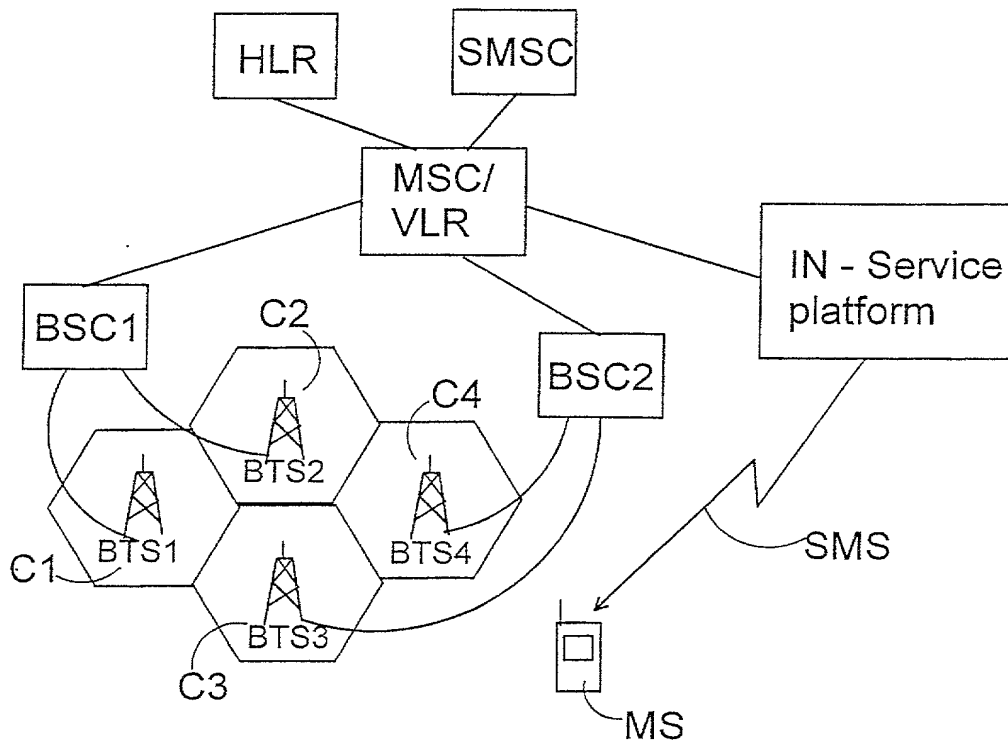 HLR
SMSC
MSC/
VLR
IN - Service
platform
BSC1
C2
BSC2
C4
BTS2
BTS1
BTS4
SMS
C1
BTS3
C3
MS